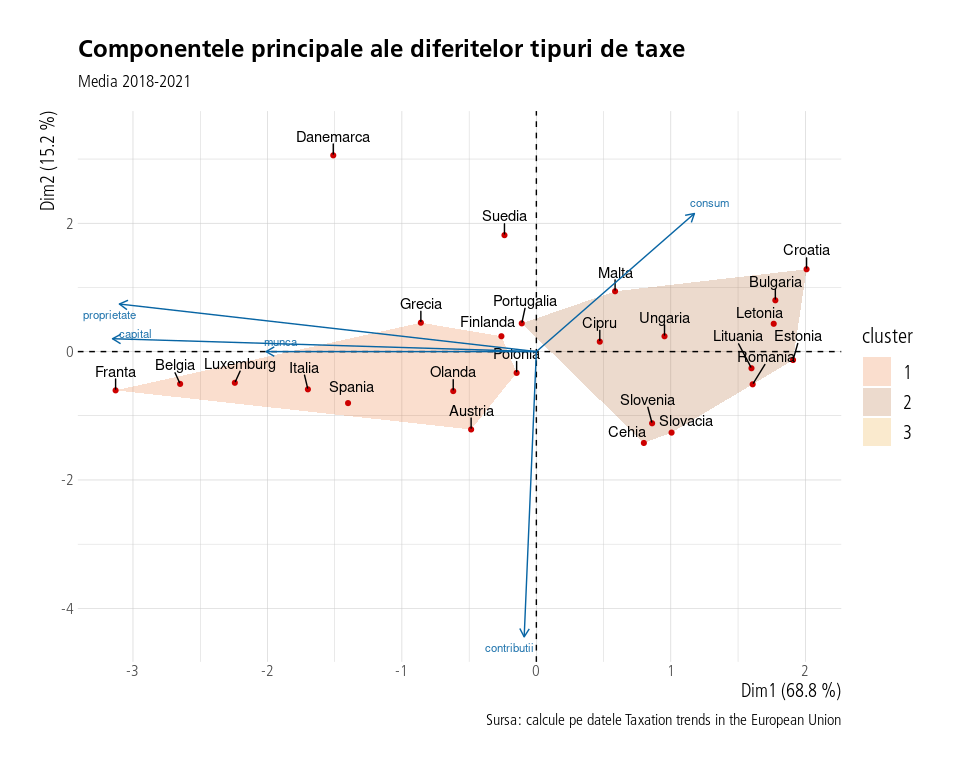 Componentele principale ale diferitelor tipuri de taxe
Media 2018-2021
Dim2 (15.2 %)
2
0
-2
-4
Danemarca
Suedia
consum
Croatia
Malta
Bulgaria
Grecia
Portugalia
proprietate
Finlanda
Cipru
Ungaria
Letonia
capital
munca
Lituania
Estonia
Polonia
Romania
Franta
Belgia
Luxemburg
Italia
Olanda
Spania
Austria
Slovenia
Slovacia
Cehia
contributii
cluster
1
2
3
-3
-2
-1
0
1
2
Dim1 (68.8 %)
Sursa: calcule pe datele Taxation trends in the European Union